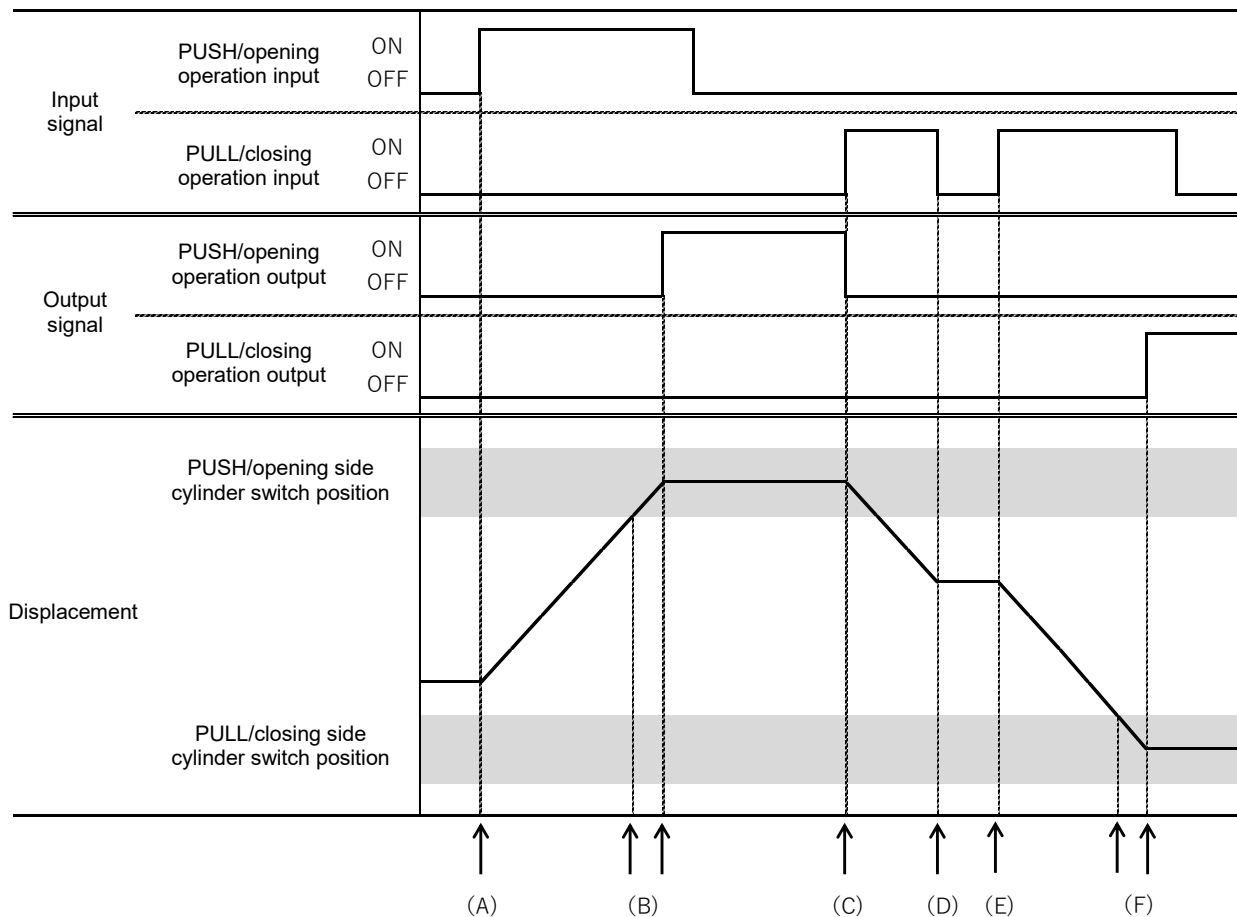 Input
signal
PUSH/opening
operation input
ON
OFF
PULL/closing
operation input
ON
OFF
Output
signal
PUSH/opening
operation output
ON
OFF
PULL/closing
operation output
ON
OFF
Displacement
PUSH/opening side
cylinder switch position
PULL/closing side
cylinder switch position
(A) (B) (C) (D) (E) (F)